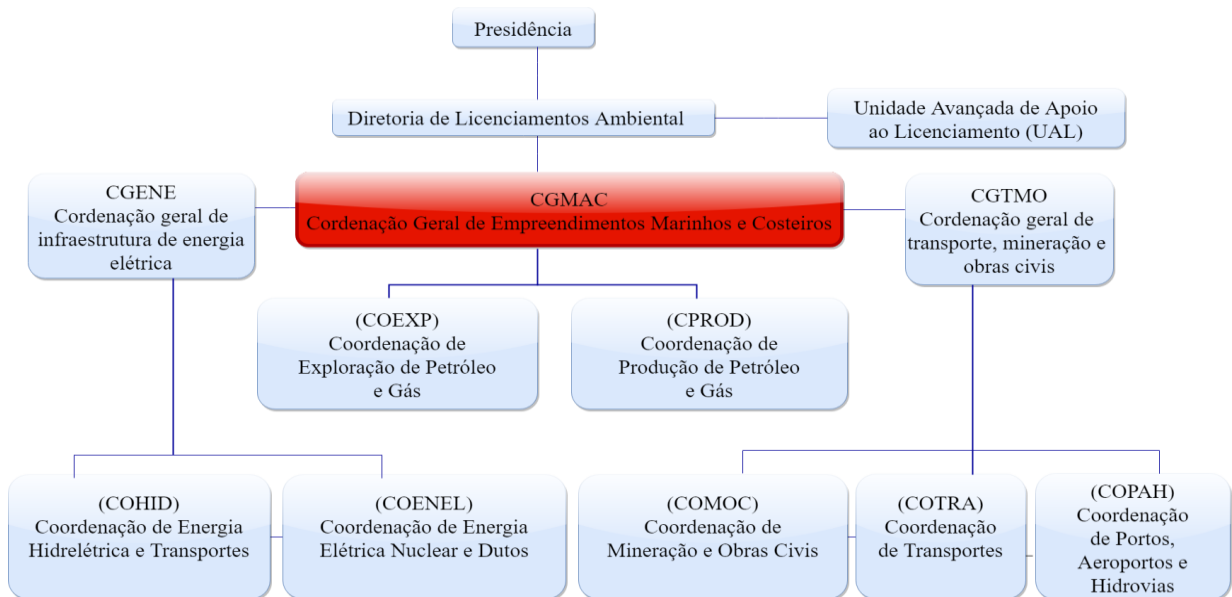 Presidência
Diretoria de Licenciamentos Ambiental
Unidade Avançada de Apoio
ao Licenciamento (UAL)
CGENE
Cordenação geral de
infraestrutura de energia
elétrica
CGMAC
Cordenação Geral de Empreendimentos Marinhos e Costeiros
CGTMO
Cordenação geral de
transporte, mineração e
obras civis
(COEXP)
Coordenação de
Exploração de Petróleo
e Gás
(CPROD)
Coordenação de
Produção de Petróleo
e Gás
(COHID)
Coordenação de Energia
Hidrelétrica e Transportes
(COENEL)
Coordenação de Energia
Elétrica Nuclear e Dutos
(COMOC)
Coordenação de
Mineração e Obras Civis
(COTRA)
Coordenação
de Transportes
(COPAH)
Coordenação
de Portos,
Aeroportos e
Hidrovias